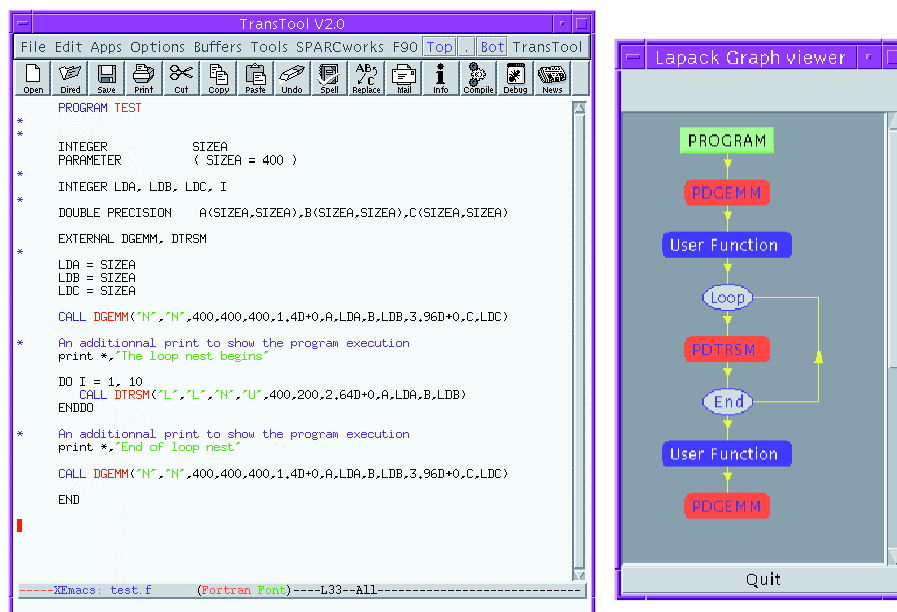 TransTool V2.0
File Edit Apps Options Buffers Tools SPARCworks F90 Top . Bot TransTool
Open Dired Save Print Cut Copy Paste Undo Spell Replace Mail Info Compile Debug News
PROGRAM TEST
*
*
INTEGER SIZEA
PARAMETER ( SIZEA = 400 )
*
INTEGER LDA, LDB, LDC, I
*
DOUBLE PRECISION A(SIZEA,SIZEA),B(SIZEA,SIZEA),C(SIZEA,SIZEA)
EXTERNAL DGEMM, DTRSM
*
LDA = SIZEA
LDB = SIZEA
LDC = SIZEA
CALL DGEMM("N","N",400,400,400,1.4D+0,A,LDA,B,LDB,3.96D+0,C,LDC)
* An additionnal print to show the program execution
print *,"The loop nest begins"
DO I = 1, 10
CALL DTRSM("L","L","N","U",400,200,2.64D+0,A,LDA,B,LDB)
ENDDO
* An additionnal print to show the program execution
print *,"End of loop nest"
CALL DGEMM("N","N",400,400,400,1.4D+0,A,LDA,B,LDB,3.96D+0,C,LDC)
END
-----XEmacs: test.f (Fortran Font)----L33--All-----------------------------
Lapack Graph viewer
PROGRAM
PDGEMM
User Function
Loop
PDTRSM
End
User Function
PDGEMM
Quit